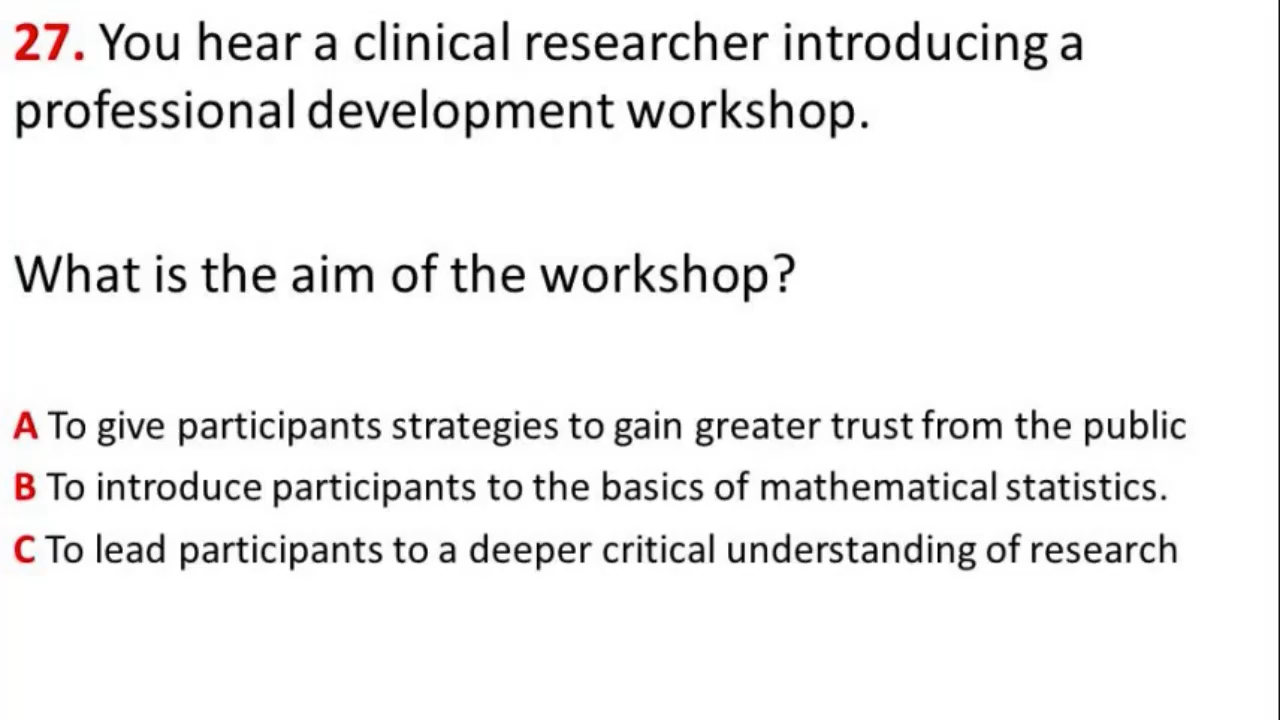 27. You hear a clinical researcher introducing a
professional development workshop.
What is the aim of the workshop?
A To give participants strategies to gain greater trust from the public
B To introduce participants to the basics of mathematical statistics.
C To lead participants to a deeper critical understanding of research